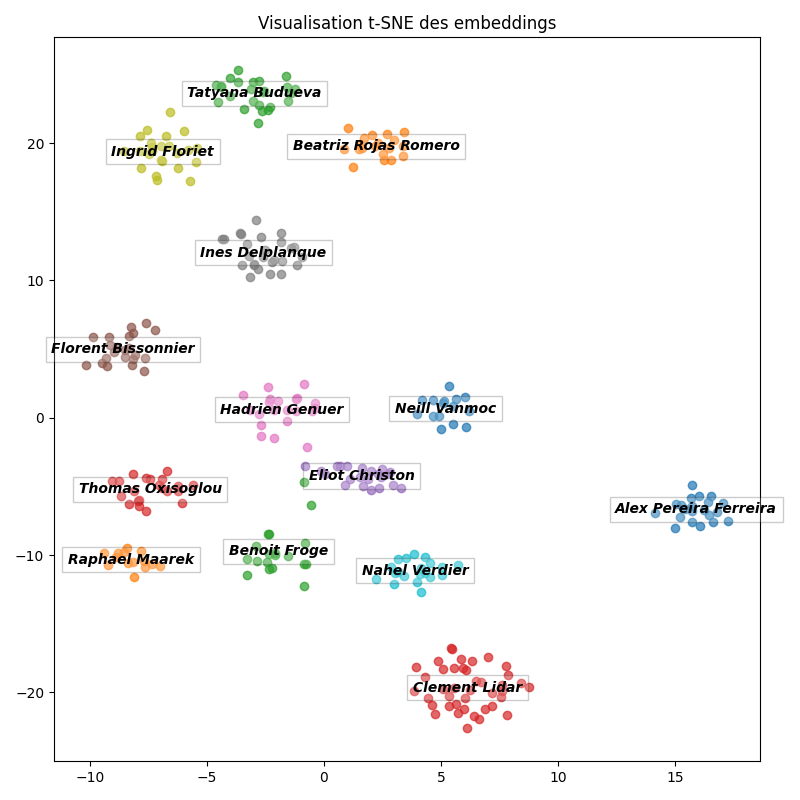 Visualisation t-SNE des embeddings
Tatyana Budueva
Ingrid Floriet
Beatriz Rojas Romero
20
Ines Delplanque
10
Florent Bissonnier
Hadrien Genuer
Neill Vanmoc
0
Eliot Christon
Thomas Oxisoglou
Alex Pereira Ferreira
Benoit Froge
Raphael Maarek
−10
Nahel Verdier
Clement Lidar
−20
−10
−5
0
5
10
15